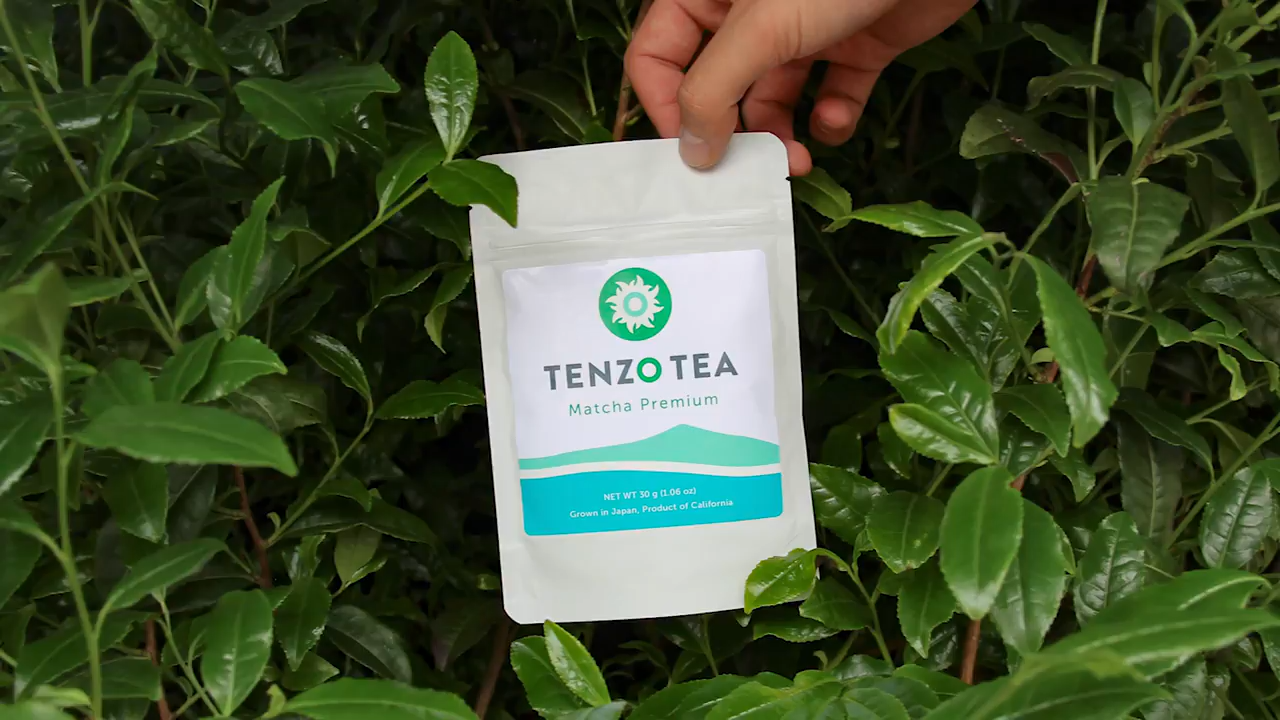 TENZO TEA
Matcha Premium
NET WT 30 g (1.06 oz)
Grown in Japan, Product of California